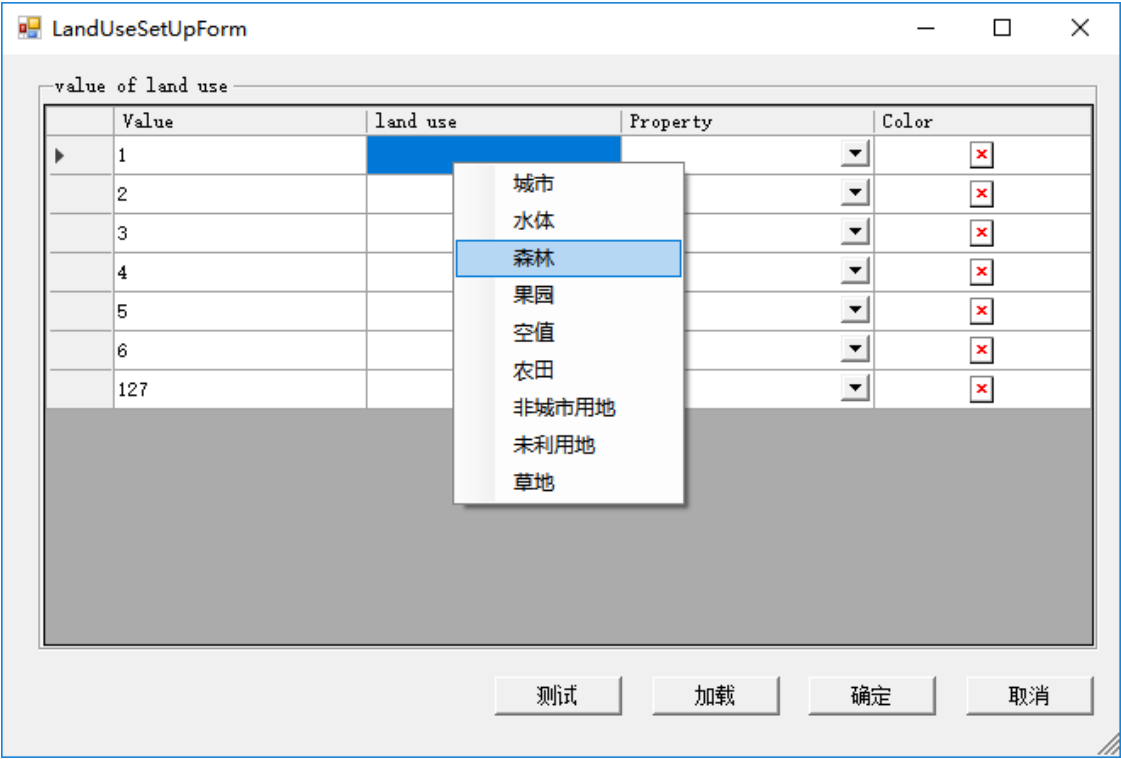 LandUseSetUpForm
value of land use
Value land use Property Color
1
2
3
4
5
6
127
城市
水体
森林
果园
空值
农田
非城市用地
未利用地
草地
测试 加载 确定 取消